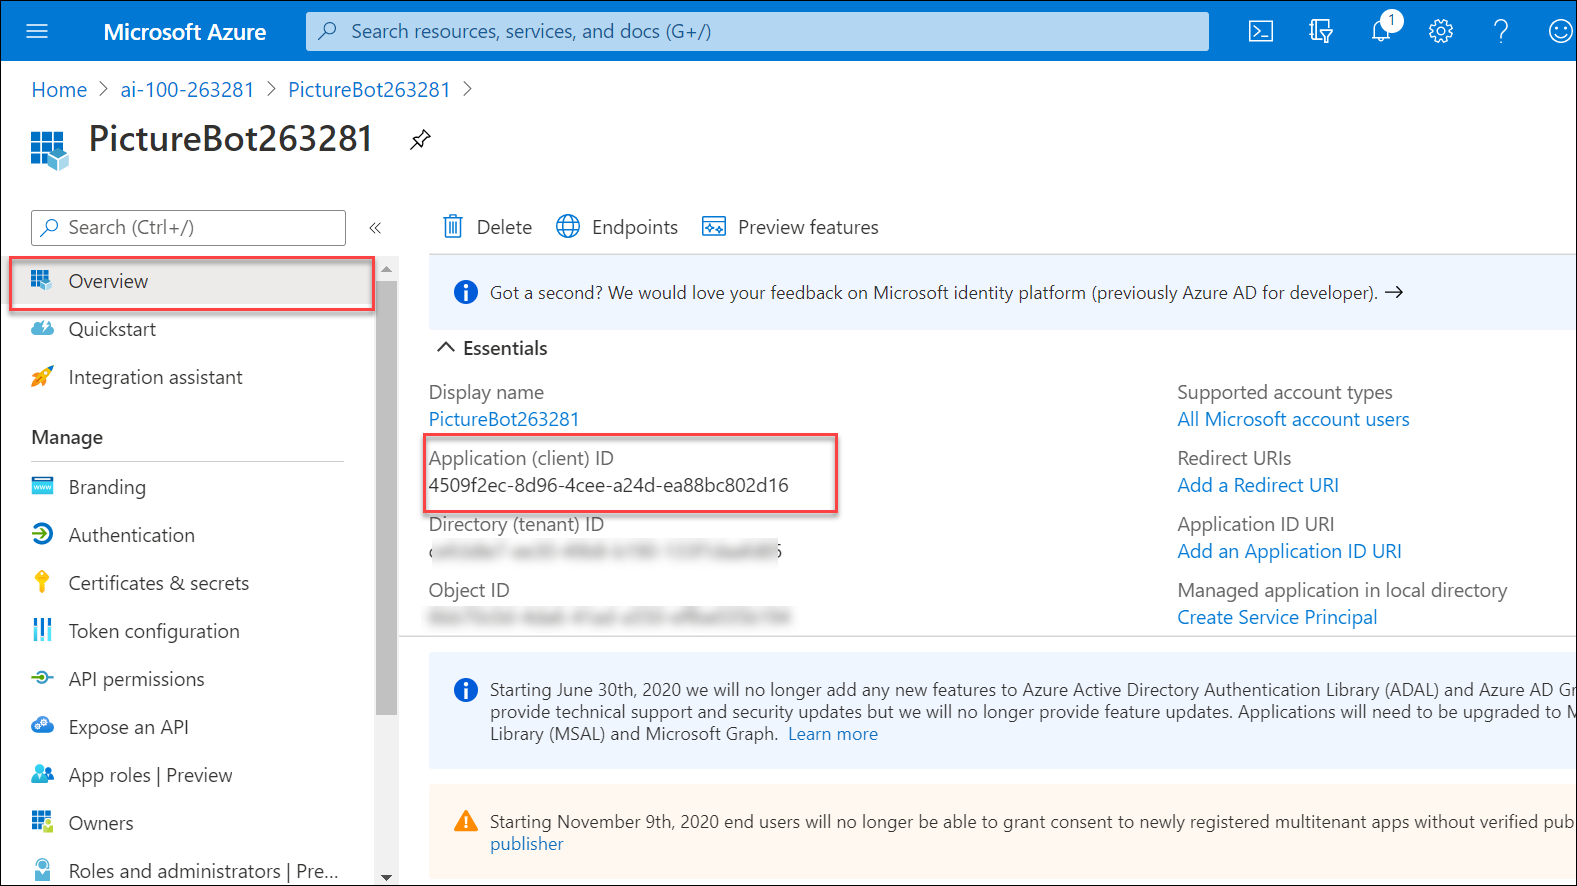 Microsoft Azure
Search resources, services, and docs (G+/)
1
Home > ai-100-263281 > PictureBot263281 >
PictureBot263281
Search (Ctrl+/)
«
Delete
Endpoints
Preview features
Overview
Quickstart
Integration assistant
Manage
Branding
Authentication
Certificates & secrets
Token configuration
API permissions
Expose an API
App roles | Preview
Owners
Roles and administrators | Pre...
Got a second? We would love your feedback on Microsoft identity platform (previously Azure AD for developer). →
Essentials
Display name
PictureBot263281
Application (client) ID
4509f2ec-8d96-4cee-a24d-ea88bc802d16
Directory (tenant) ID
Object ID
Supported account types
All Microsoft account users
Redirect URIs
Add a Redirect URI
Application ID URI
Add an Application ID URI
Managed application in local directory
Create Service Principal
Starting June 30th, 2020 we will no longer add any new features to Azure Active Directory Authentication Library (ADAL) and Azure AD Gr
provide technical support and security updates but we will no longer provide feature updates. Applications will need to be upgraded to M
Library (MSAL) and Microsoft Graph. Learn more
Starting November 9th, 2020 end users will no longer be able to grant consent to newly registered multitenant apps without verified pub
publisher